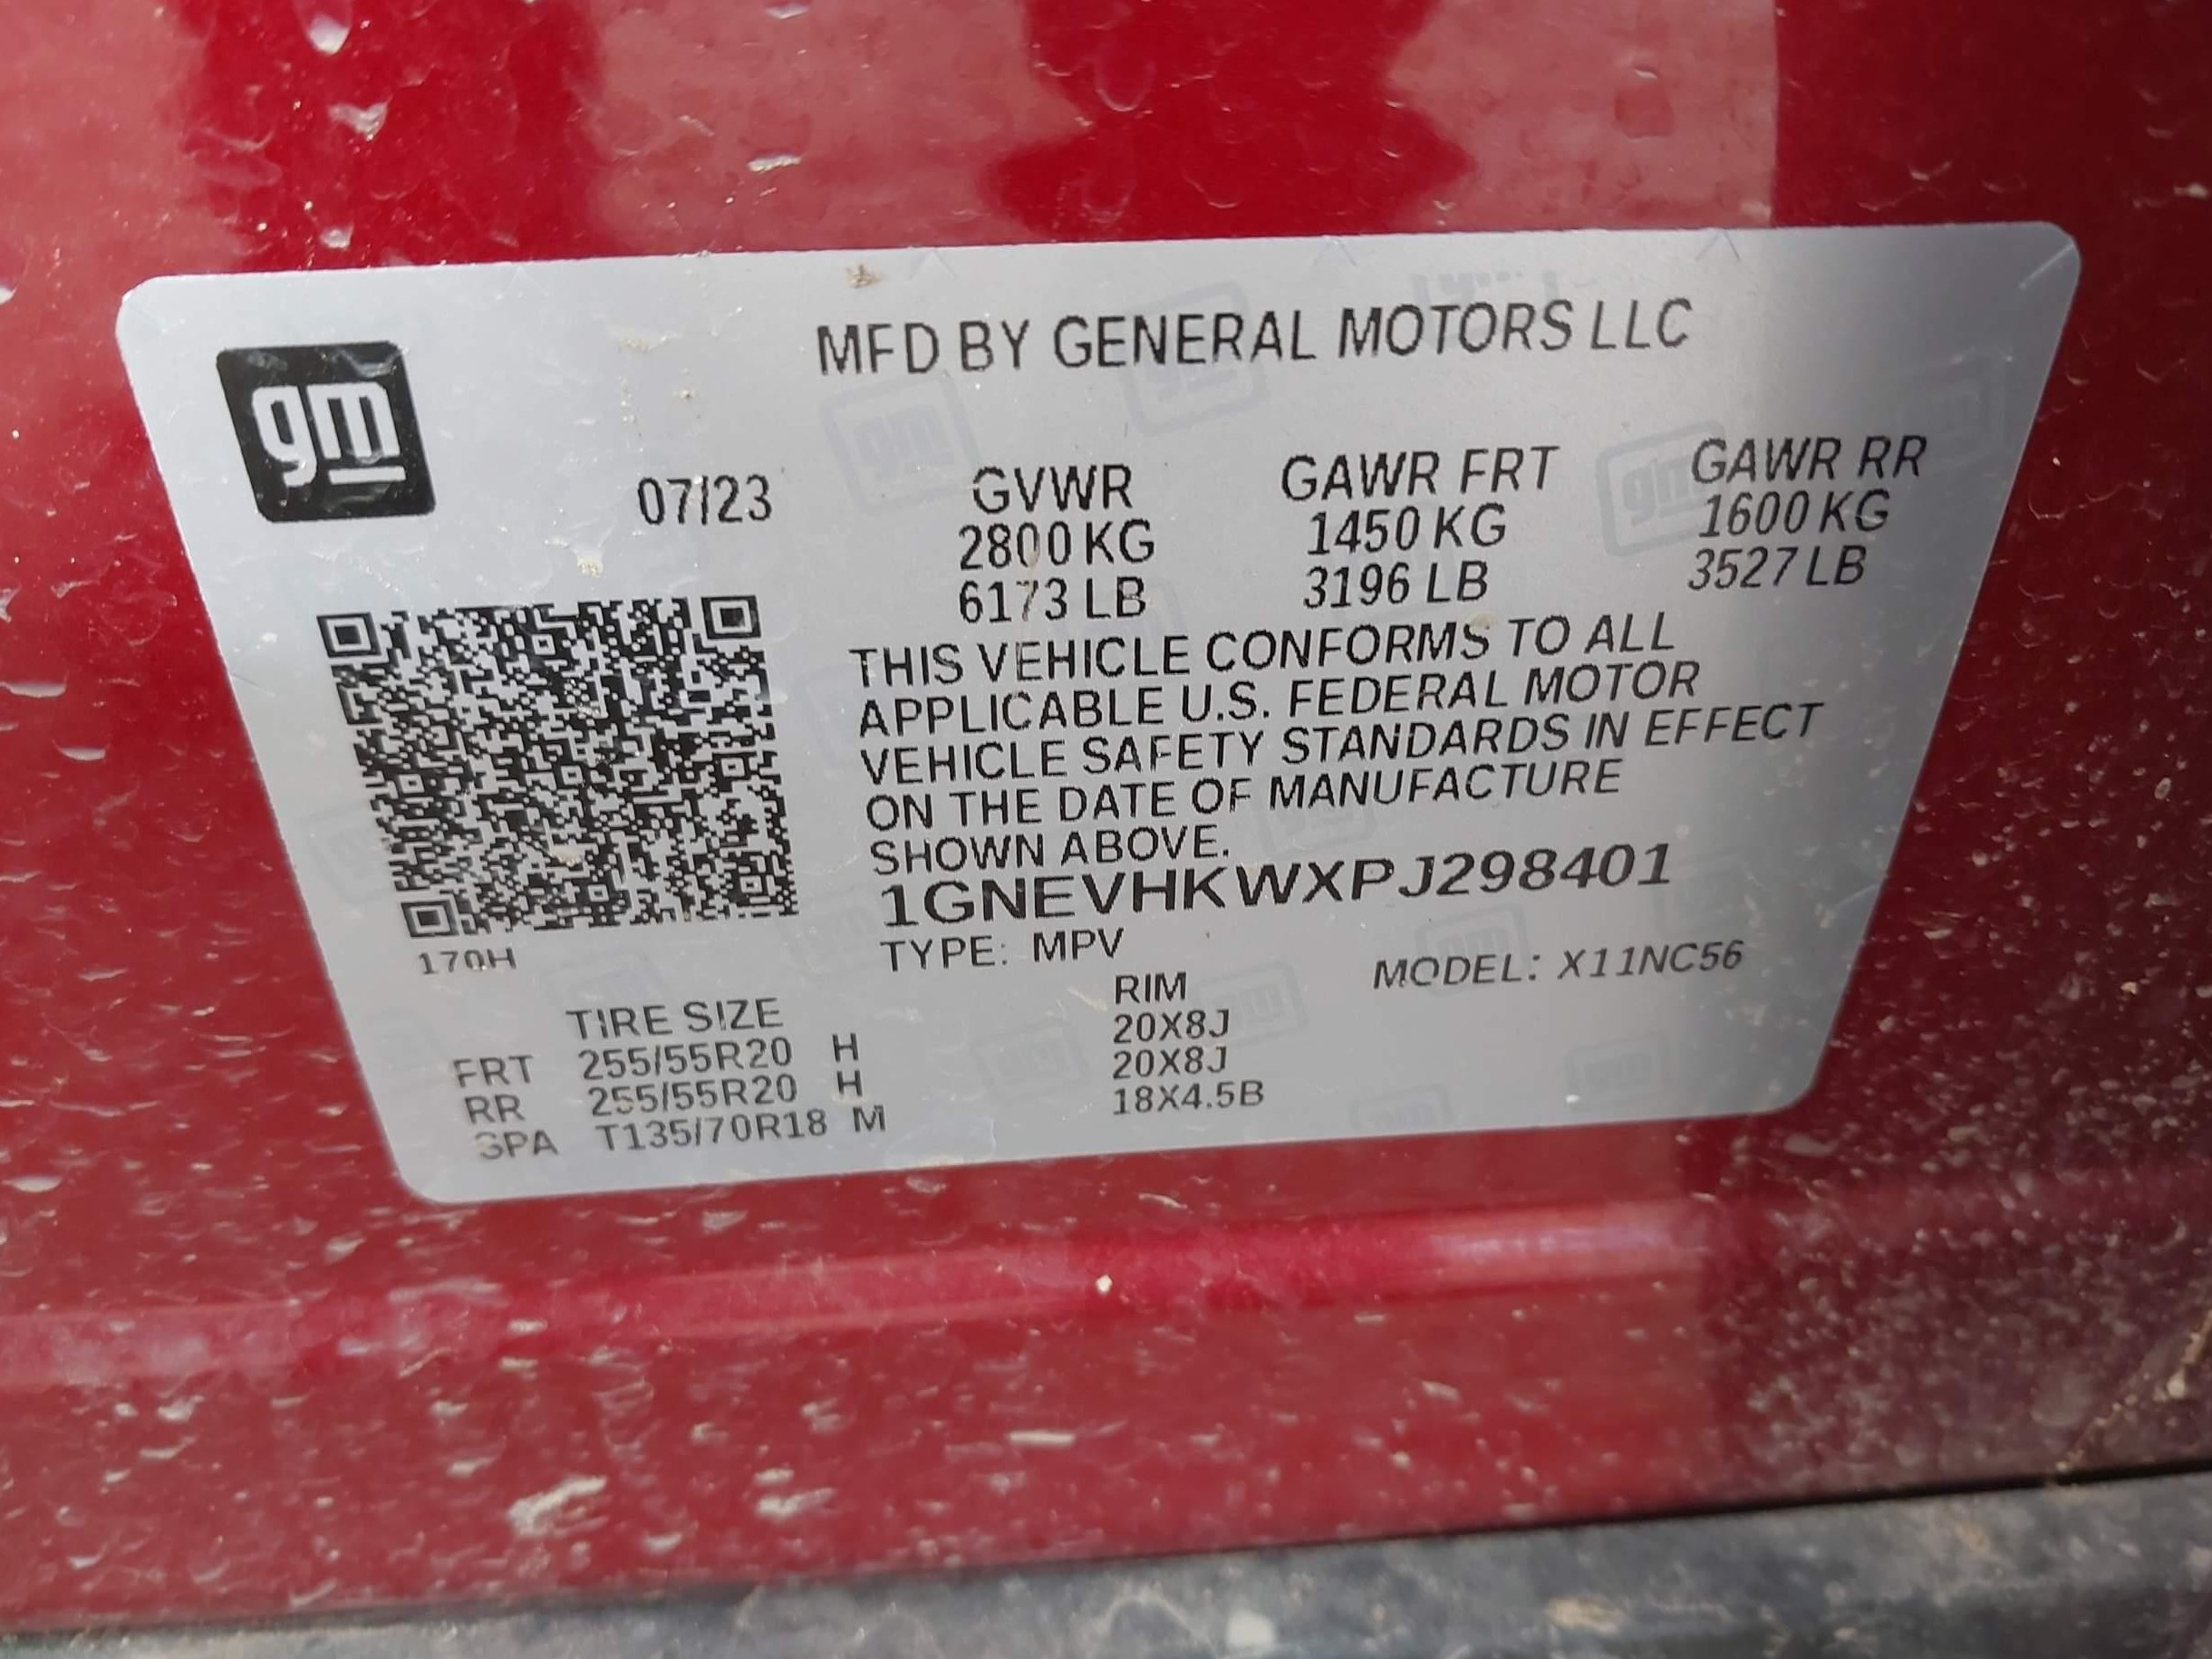 MFD BY GENERAL MOTORS LLC
gm
07/23
GVWR GAWR FRT GAWR RR
2800 KG 1450 KG 1600 KG
6173 LB 3196 LB 3527 LB
THIS VEHICLE CONFORMS TO ALL
APPLICABLE U.S. FEDERAL MOTOR
VEHICLE SAFETY STANDARDS IN EFFECT
ON THE DATE OF MANUFACTURE
SHOWN ABOVE.
1GNEVHKWXPJ298401
170H
TYPE: MPV MODEL: X11NC56
TIRE SIZE RIM
FRT 255/55R20 H 20X8J
RR 255/55R20 H 20X8J
SPA T135/70R18 M 18X4.5B